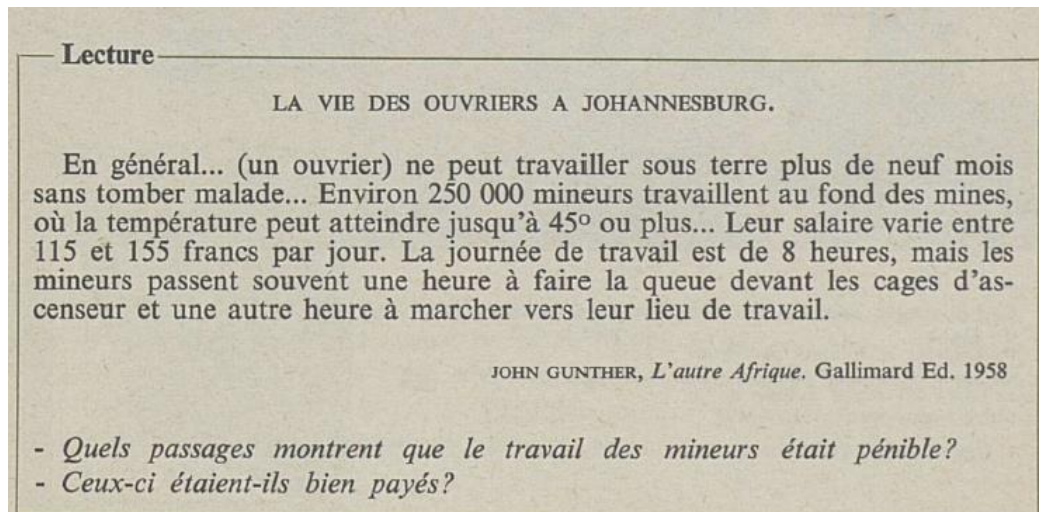 Lecture
LA VIE DES OUVRIERS A JOHANNESBURG.
En général... (un ouvrier) ne peut travailler sous terre plus de neuf mois
sans tomber malade... Environ 250 000 mineurs travaillent au fond des mines,
où la température peut atteindre jusqu'à 45º ou plus... Leur salaire varie entre
115 et 155 francs par jour. La journée de travail est de 8 heures, mais les
mineurs passent souvent une heure à faire la queue devant les cages d'as-
censeur et une autre heure à marcher vers leur lieu de travail.
JOHN GUNTHER, L'autre Afrique. Gallimard Ed. 1958
- Quels passages montrent que le travail des mineurs était pénible?
- Ceux-ci étaient-ils bien payés?